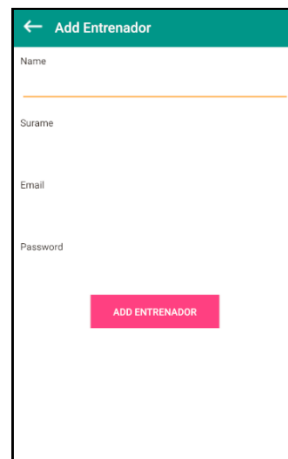 Add Entrenador
Name
Surame
Email
Password
ADD ENTRENADOR